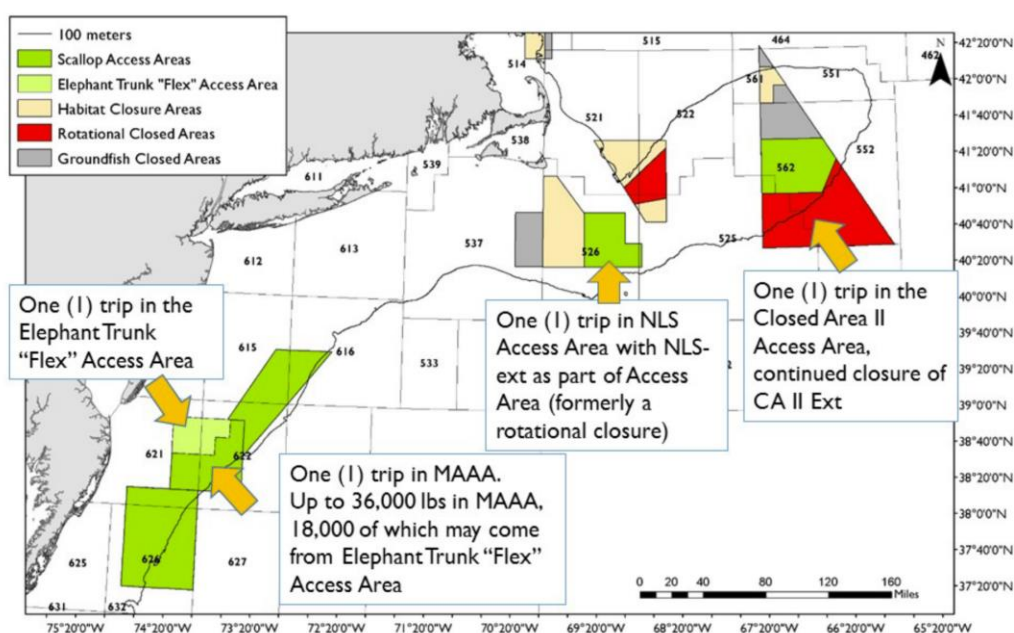 100 meters
Scallop Access Areas
Elephant Trunk "Flex" Access Area
Habitat Closure Areas
Rotational Closed Areas
Groundfish Closed Areas
464
515
514
462
N
42°20'0"N
42°0'0"N
41°40'0"N
41°20'0"N
41°0'0"N
40°40'0"N
40°20'0"N
40°0'0"N
39°40'0"N
39°20'0"N
39°0'0"N
38°40'0"N
38°20'0"N
38°0'0"N
37°40'0"N
37°20'0"N
561
551
522
521
538
552
539
562
611
525
613
537
526
612
One (1) trip in the
Elephant Trunk
“Flex” Access Area
One (1) trip in NLS
Access Area with NLS-
ext as part of Access
Area (formerly a
rotational closure)
One (1) trip in the
Closed Area II
Access Area,
continued closure of
CA II Ext
615
616
533
621
622
One (1) trip in MAAA.
Up to 36,000 lbs in MAAA,
18,000 of which may come
from Elephant Trunk “Flex”
Access Area
625
626
627
631
632
0 20 40 80 120 160
Miles
75°20'0"W 74°20'0"W 73°20'0"W 72°20'0"W 71°20'0"W 70°20'0"W 69°20'0"W 68°20'0"W 67°20'0"W 66°20'0"W 65°20'0"W